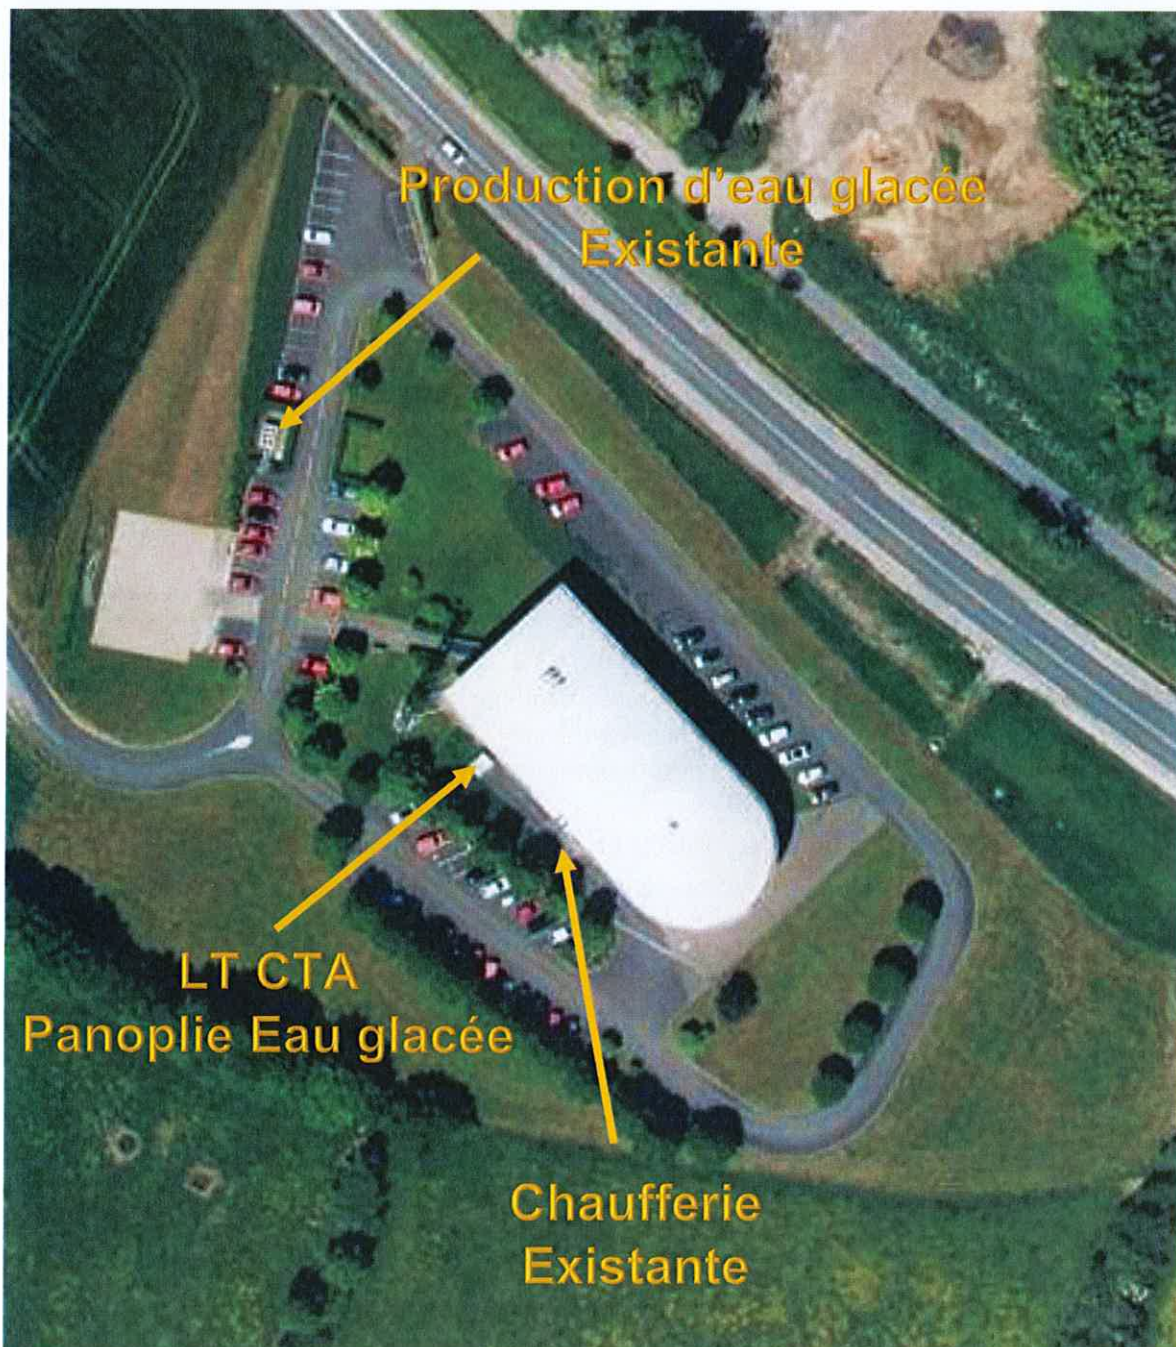 Production d'eau glacée
Existante
LT CTA
Panoplie Eau glacée
Chaufferie
Existante